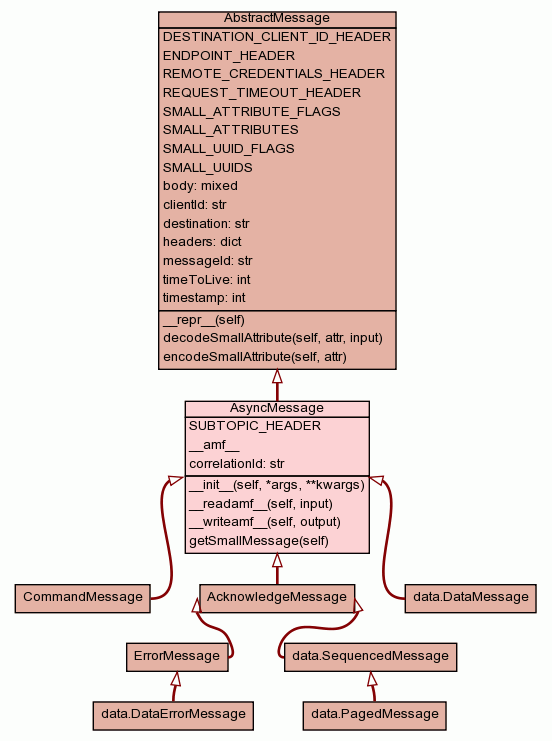 AbstractMessage
DESTINATION_CLIENT_ID_HEADER
ENDPOINT_HEADER
REMOTE_CREDENTIALS_HEADER
REQUEST_TIMEOUT_HEADER
SMALL_ATTRIBUTE_FLAGS
SMALL_ATTRIBUTES
SMALL_UUID_FLAGS
SMALL_UUIDS
body: mixed
clientId: str
destination: str
headers: dict
messageId: str
timeToLive: int
timestamp: int
__repr__(self)
decodeSmallAttribute(self, attr, input)
encodeSmallAttribute(self, attr)
AsyncMessage
SUBTOPIC_HEADER
__amf__
correlationId: str
__init__(self, *args, **kwargs)
__readamf__(self, input)
__writeamf__(self, output)
getSmallMessage(self)
CommandMessage
AcknowledgeMessage
data.DataMessage
ErrorMessage
data.SequencedMessage
data.DataErrorMessage
data.PagedMessage